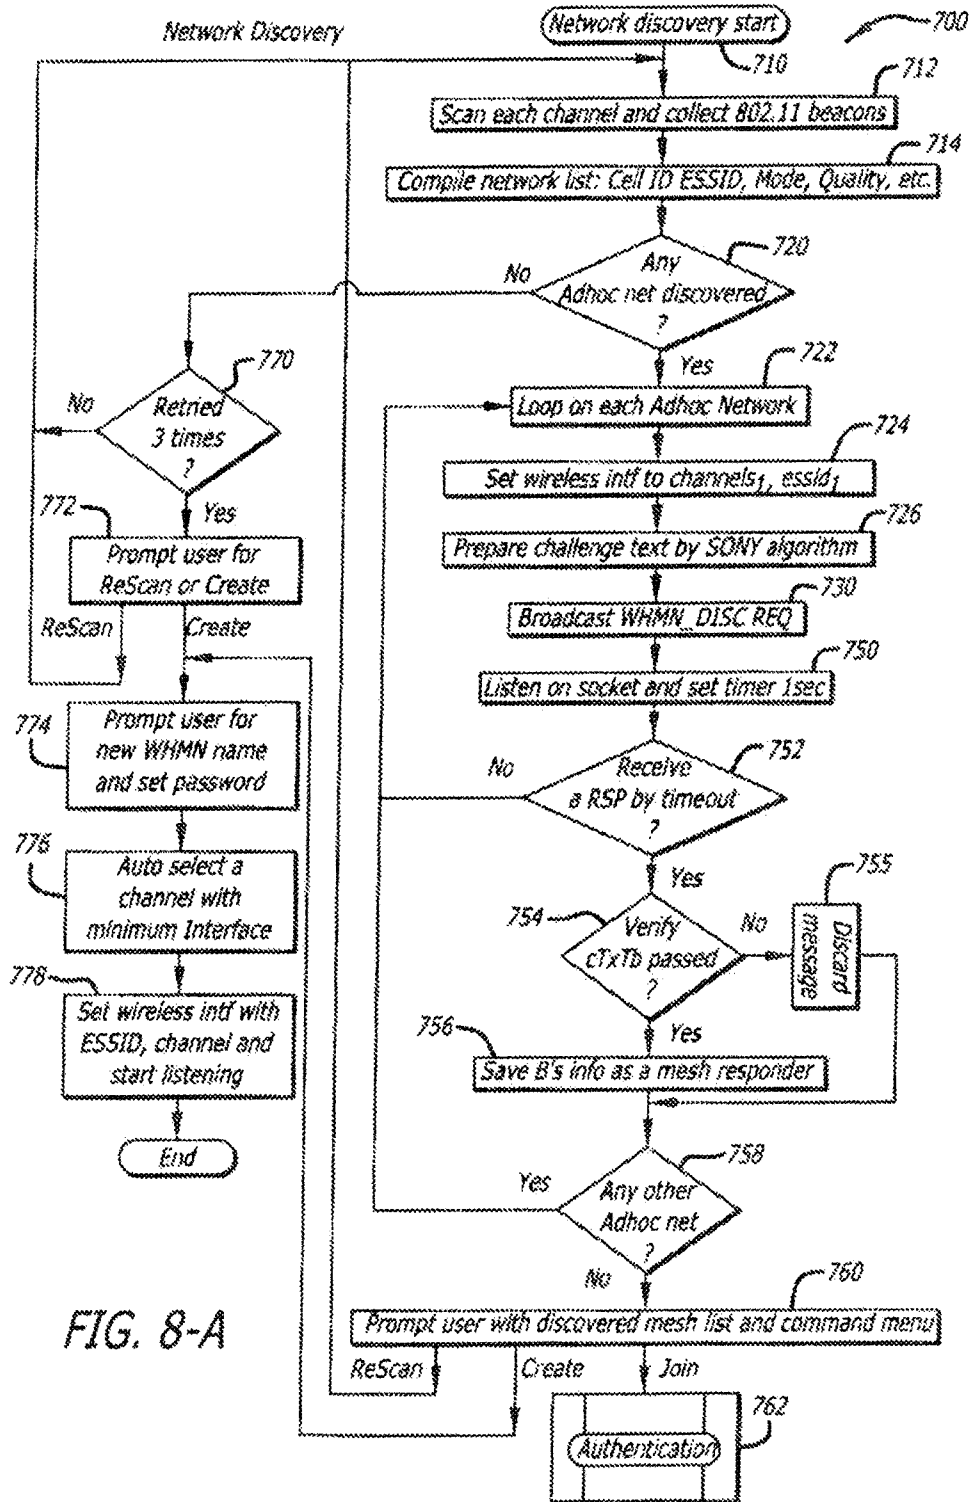 Network Discovery
Network discovery start
700
710
712
Scan each channel and collect 802.11 beacons
714
Compile network list: Cell ID ESSID, Mode, Quality, etc.
720
Any
Adhoc net discovered
?
No
Yes
722
Loop on each Adhoc Network
724
Set wireless intf to channels1, essid1
726
Prepare challenge text by SONY algorithm
730
Broadcast WHMN_DISC REQ
750
Listen on socket and set timer 1sec
752
Receive
a RSP by timeout
?
No
Yes
754
Verify
cTxTb passed
?
No
755
Discard
message
Yes
756
Save B's info as a mesh responder
758
Any other
Adhoc net
?
Yes
No
760
Prompt user with discovered mesh list and command menu
ReScan
Create
Join
762
Authentication
770
Retried
3 times
?
No
Yes
772
Prompt user for
ReScan or Create
ReScan
Create
774
Prompt user for
new WHMN name
and set password
776
Auto select a
channel with
minimum Interface
778
Set wireless intf with
ESSID, channel and
start listening
End
FIG. 8-A